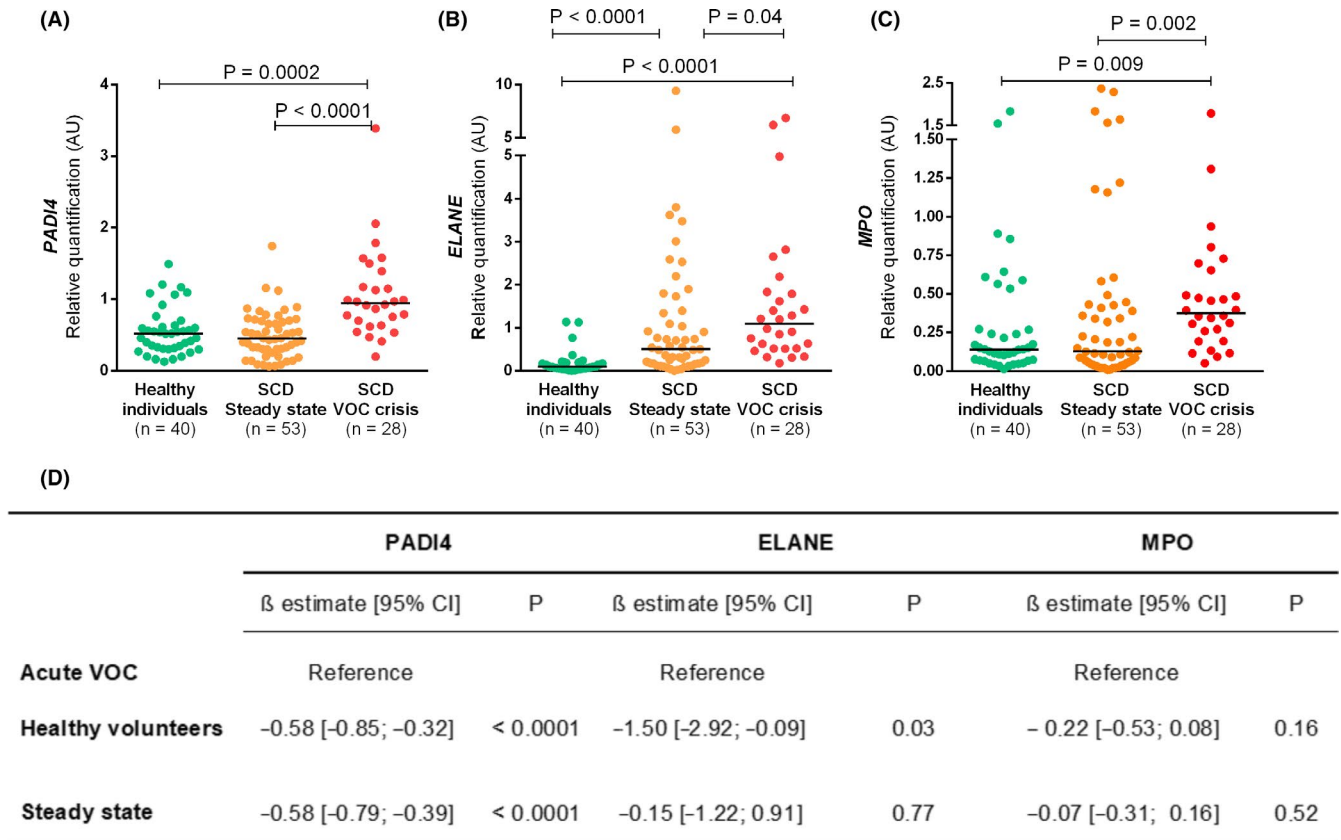 (A)
P = 0.0002
P < 0.0001
PADI4
Relative quantification (AU)
4
3
2
1
0
Healthy individuals (n = 40)
SCD Steady state (n = 53)
SCD VOC crisis (n = 28)
(B)
P < 0.0001
P = 0.04
P < 0.0001
ELANE
Relative quantification (AU)
10
5
5
4
3
2
1
0
Healthy individuals (n = 40)
SCD Steady state (n = 53)
SCD VOC crisis (n = 28)
(C)
P = 0.002
P = 0.009
MPO
Relative quantification (AU)
2.5
1.5
1.50
1.25
1.00
0.75
0.50
0.25
0.00
Healthy individuals (n = 40)
SCD Steady state (n = 53)
SCD VOC crisis (n = 28)
(D)
PADI4 ELANE MPO
ß estimate [95% CI] P ß estimate [95% CI] P ß estimate [95% CI] P
Acute VOC Reference Reference Reference
Healthy volunteers −0.58 [−0.85; −0.32] < 0.0001 −1.50 [−2.92; −0.09] 0.03 − 0.22 [−0.53; 0.08] 0.16
Steady state −0.58 [−0.79; −0.39] < 0.0001 −0.15 [−1.22; 0.91] 0.77 −0.07 [−0.31; 0.16] 0.52